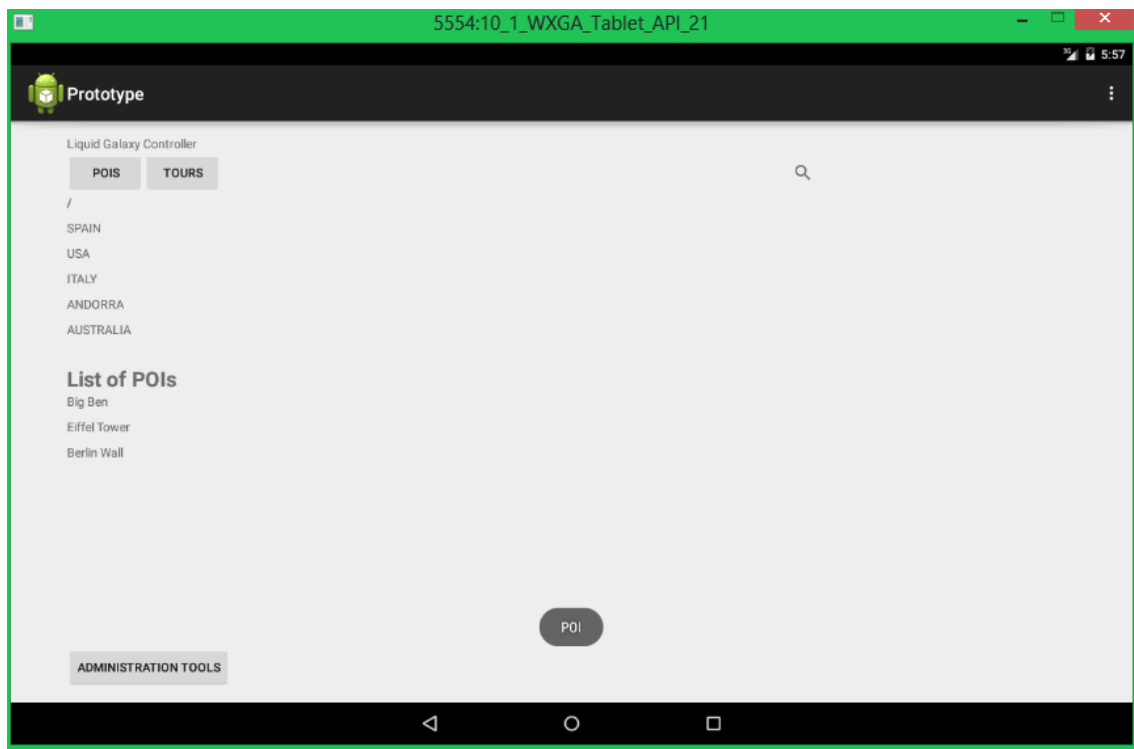 5554:10_1_WXGA_Tablet_API_21
3G 5:57
Prototype
Liquid Galaxy Controller
POIS TOURS
/
SPAIN
USA
ITALY
ANDORRA
AUSTRALIA
List of POIs
Big Ben
Eiffel Tower
Berlin Wall
POI
ADMINISTRATION TOOLS